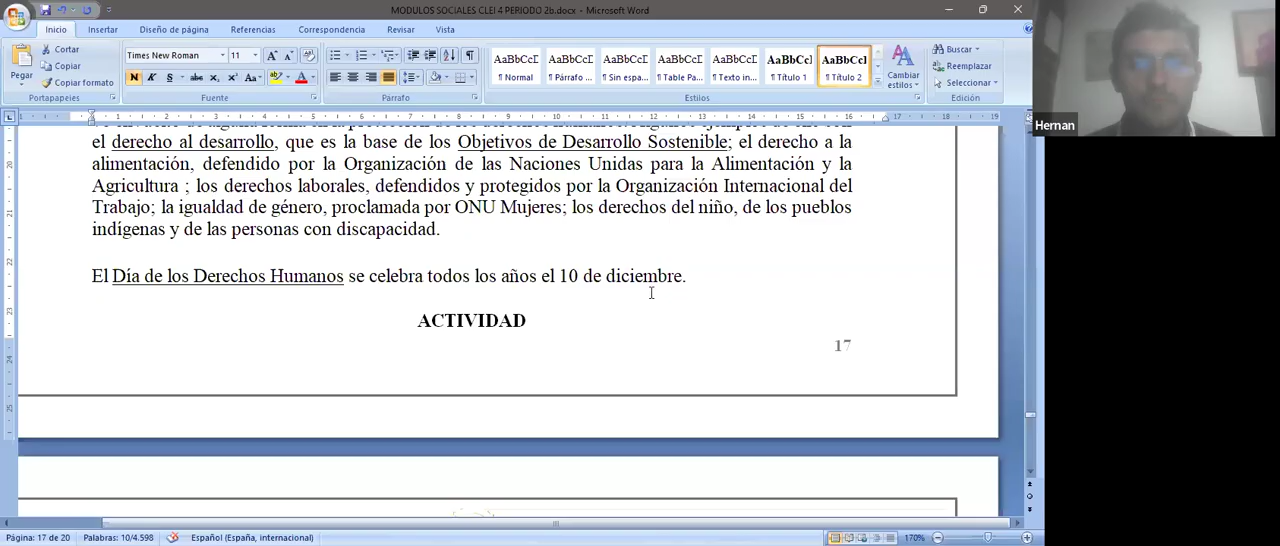 MODULOS SOCIALES CLEI 4 PERIODO 2b.docx - Microsoft Word
Inicio Insertar Diseño de página Referencias Correspondencia Revisar Vista
Pegar
Cortar
Copiar
Copiar formato
Portapapeles
Times New Roman 11
Fuente
Párrafo
AaBbCcI AaBbCcI AaBbCcI AaBbCcI AaBbCcI AaBbCcI AaBbCcI
¶ Normal ¶ Párrafo ... ¶ Sin espa... ¶ Table Pa... ¶ Texto in... ¶ Título 1 ¶ Título 2
Cambiar estilos
Estilos
Buscar
Reemplazar
Seleccionar
Edición
Hernan
el derecho al desarrollo, que es la base de los Objetivos de Desarrollo Sostenible; el derecho a la
alimentación, defendido por la Organización de las Naciones Unidas para la Alimentación y la
Agricultura ; los derechos laborales, defendidos y protegidos por la Organización Internacional del
Trabajo; la igualdad de género, proclamada por ONU Mujeres; los derechos del niño, de los pueblos
indígenas y de las personas con discapacidad.
El Día de los Derechos Humanos se celebra todos los años el 10 de diciembre.
ACTIVIDAD
17
Página: 17 de 20 Palabras: 10/4.598 Español (España, internacional) 170%